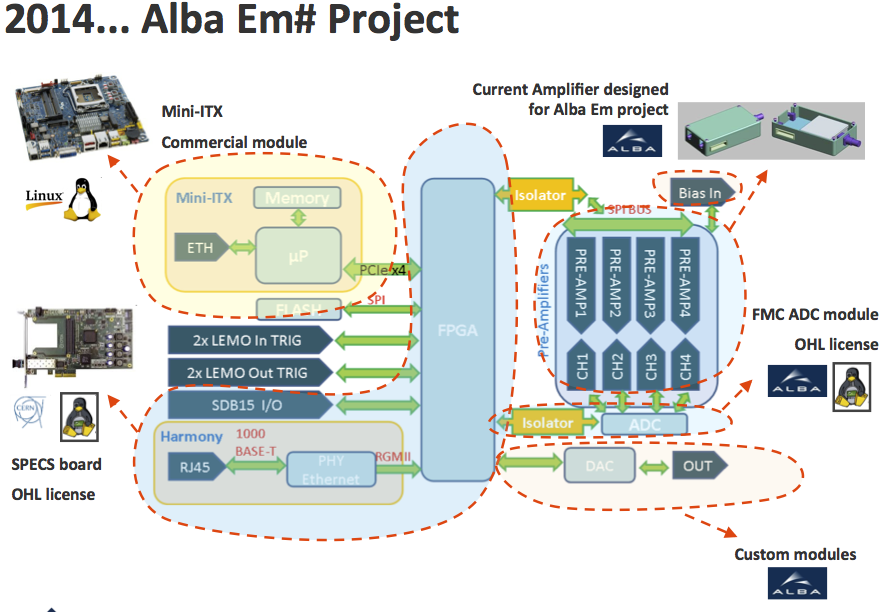 2014... Alba Em# Project
Mini-ITX
Commercial module
Current Amplifier designed
for Alba Em project
ALBA
Linux
Mini-ITX
Memory
ETH
μP
PCIe x4
FLASH
SPI
2x LEMO In TRIG
2x LEMO Out TRIG
SDB15 I/O
Harmony
1000
BASE-T
RJ45
PHY
Ethernet
RGMII
FPGA
Isolator
SPI BUS
Bias In
Pre-Amplifiers
PRE-AMP1
PRE-AMP2
PRE-AMP3
PRE-AMP4
CH1
CH2
CH3
CH4
Isolator
ADC
DAC
OUT
FMC ADC module
OHL license
ALBA
CERN
SPECS board
OHL license
Custom modules
ALBA